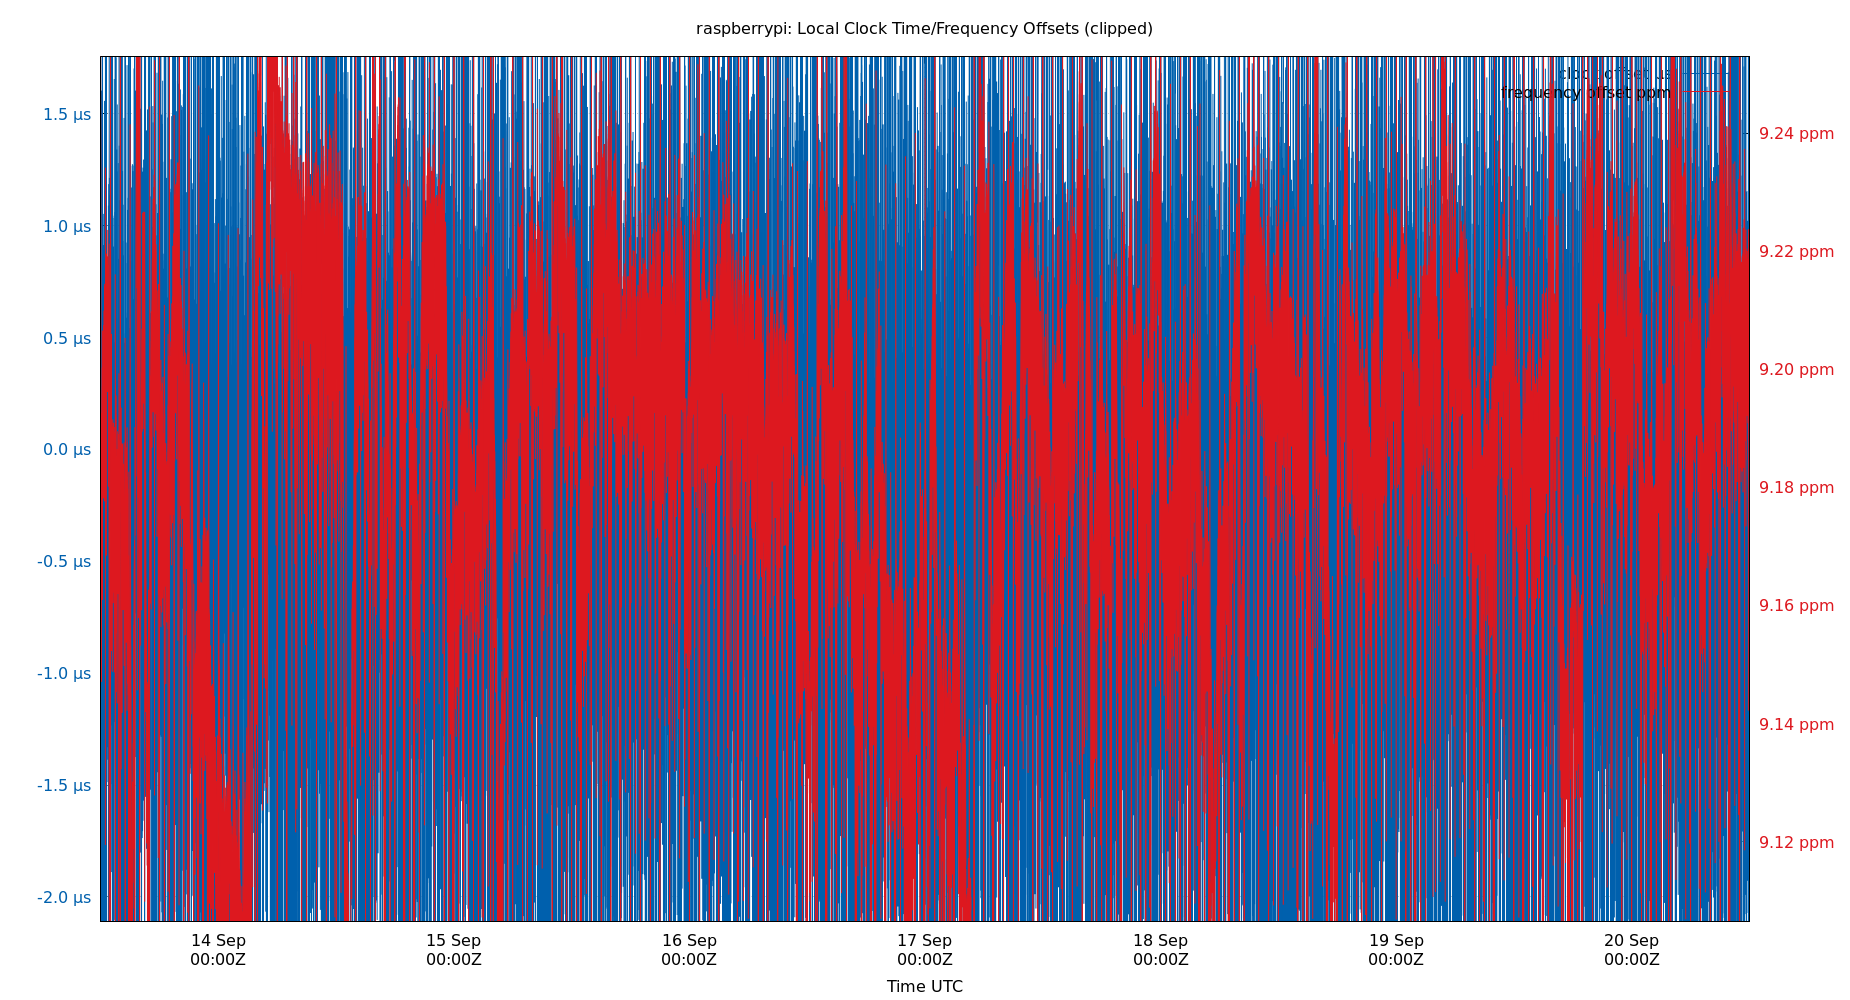 raspberrypi: Local Clock Time/Frequency Offsets (clipped)
clock offset µs
frequency offset ppm
1.5 µs
1.0 µs
0.5 µs
0.0 µs
-0.5 µs
-1.0 µs
-1.5 µs
-2.0 µs
9.24 ppm
9.22 ppm
9.20 ppm
9.18 ppm
9.16 ppm
9.14 ppm
9.12 ppm
14 Sep
00:00Z
15 Sep
00:00Z
16 Sep
00:00Z
17 Sep
00:00Z
18 Sep
00:00Z
19 Sep
00:00Z
20 Sep
00:00Z
Time UTC